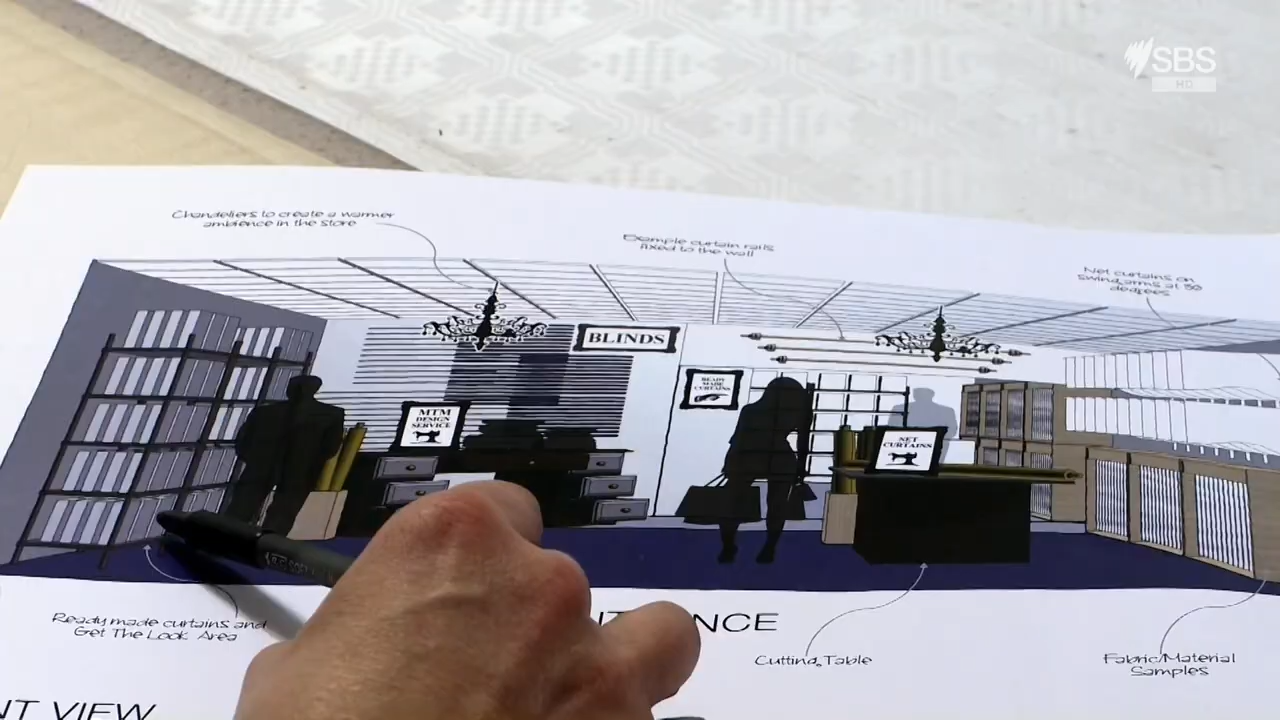 SBS
HD
Chandeliers to create a warmer
ambience in the store
Example curtain rails
fixed to the wall
Net curtains on
swing arms at 90
degrees
BLINDS
READY
MADE
CURTAINS
MTM
DESIGN
SERVICE
NET
CURTAINS
Ready made curtains and
Get The Look Area
Cutting Table
Fabric/Material
Samples
VIEW